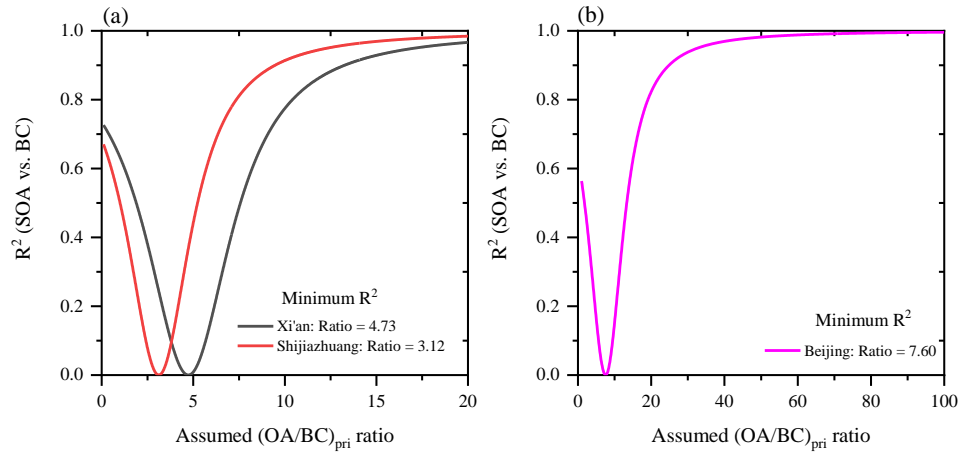 (a)
1.0
0.8
0.6
0.4
0.2
0.0
R² (SOA vs. BC)
Minimum R²
Xi'an: Ratio = 4.73
Shijiazhuang: Ratio = 3.12
0 5 10 15 20
Assumed (OA/BC)pri ratio
(b)
1.0
0.8
0.6
0.4
0.2
0.0
R² (SOA vs. BC)
Minimum R²
Beijing: Ratio = 7.60
0 20 40 60 80 100
Assumed (OA/BC)pri ratio